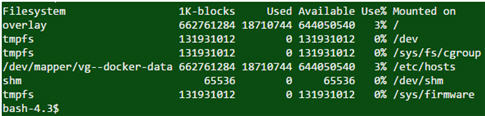 Filesystem 1K-blocks Used Available Use% Mounted on
overlay 662761284 18710744 644050540 3% /
tmpfs 131931012 0 131931012 0% /dev
tmpfs 131931012 0 131931012 0% /sys/fs/cgroup
/dev/mapper/vg--docker-data 662761284 18710744 644050540 3% /etc/hosts
shm 65536 0 65536 0% /dev/shm
tmpfs 131931012 0 131931012 0% /sys/firmware
bash-4.3$